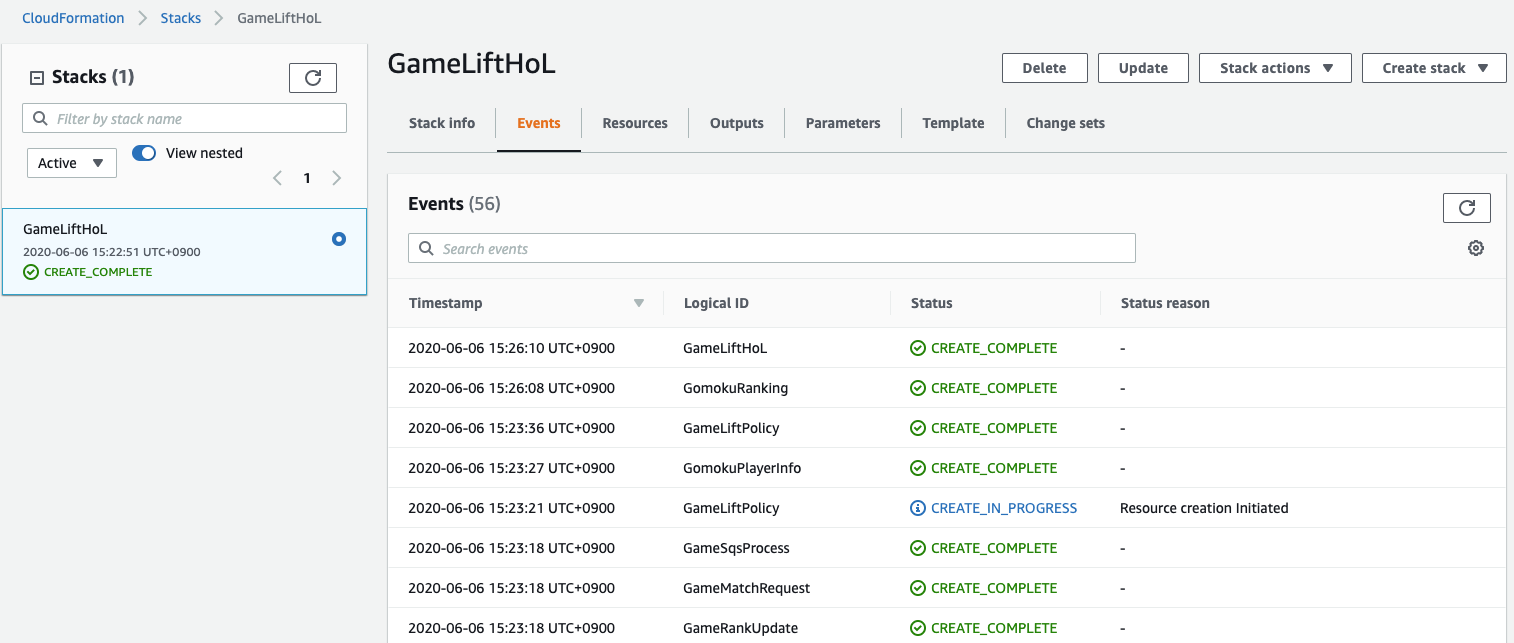 CloudFormation Stacks GameLiftHoL
Stacks (1)
Filter by stack name
Active View nested
1
GameLiftHoL
2020-06-06 15:22:51 UTC+0900
CREATE_COMPLETE
GameLiftHoL
Delete Update Stack actions Create stack
Stack info Events Resources Outputs Parameters Template Change sets
Events (56)
Search events
Timestamp Logical ID Status Status reason
2020-06-06 15:26:10 UTC+0900 GameLiftHoL CREATE_COMPLETE -
2020-06-06 15:26:08 UTC+0900 GomokuRanking CREATE_COMPLETE -
2020-06-06 15:23:36 UTC+0900 GameLiftPolicy CREATE_COMPLETE -
2020-06-06 15:23:27 UTC+0900 GomokuPlayerInfo CREATE_COMPLETE -
2020-06-06 15:23:21 UTC+0900 GameLiftPolicy CREATE_IN_PROGRESS Resource creation Initiated
2020-06-06 15:23:18 UTC+0900 GameSqsProcess CREATE_COMPLETE -
2020-06-06 15:23:18 UTC+0900 GameMatchRequest CREATE_COMPLETE -
2020-06-06 15:23:18 UTC+0900 GameRankUpdate CREATE_COMPLETE -